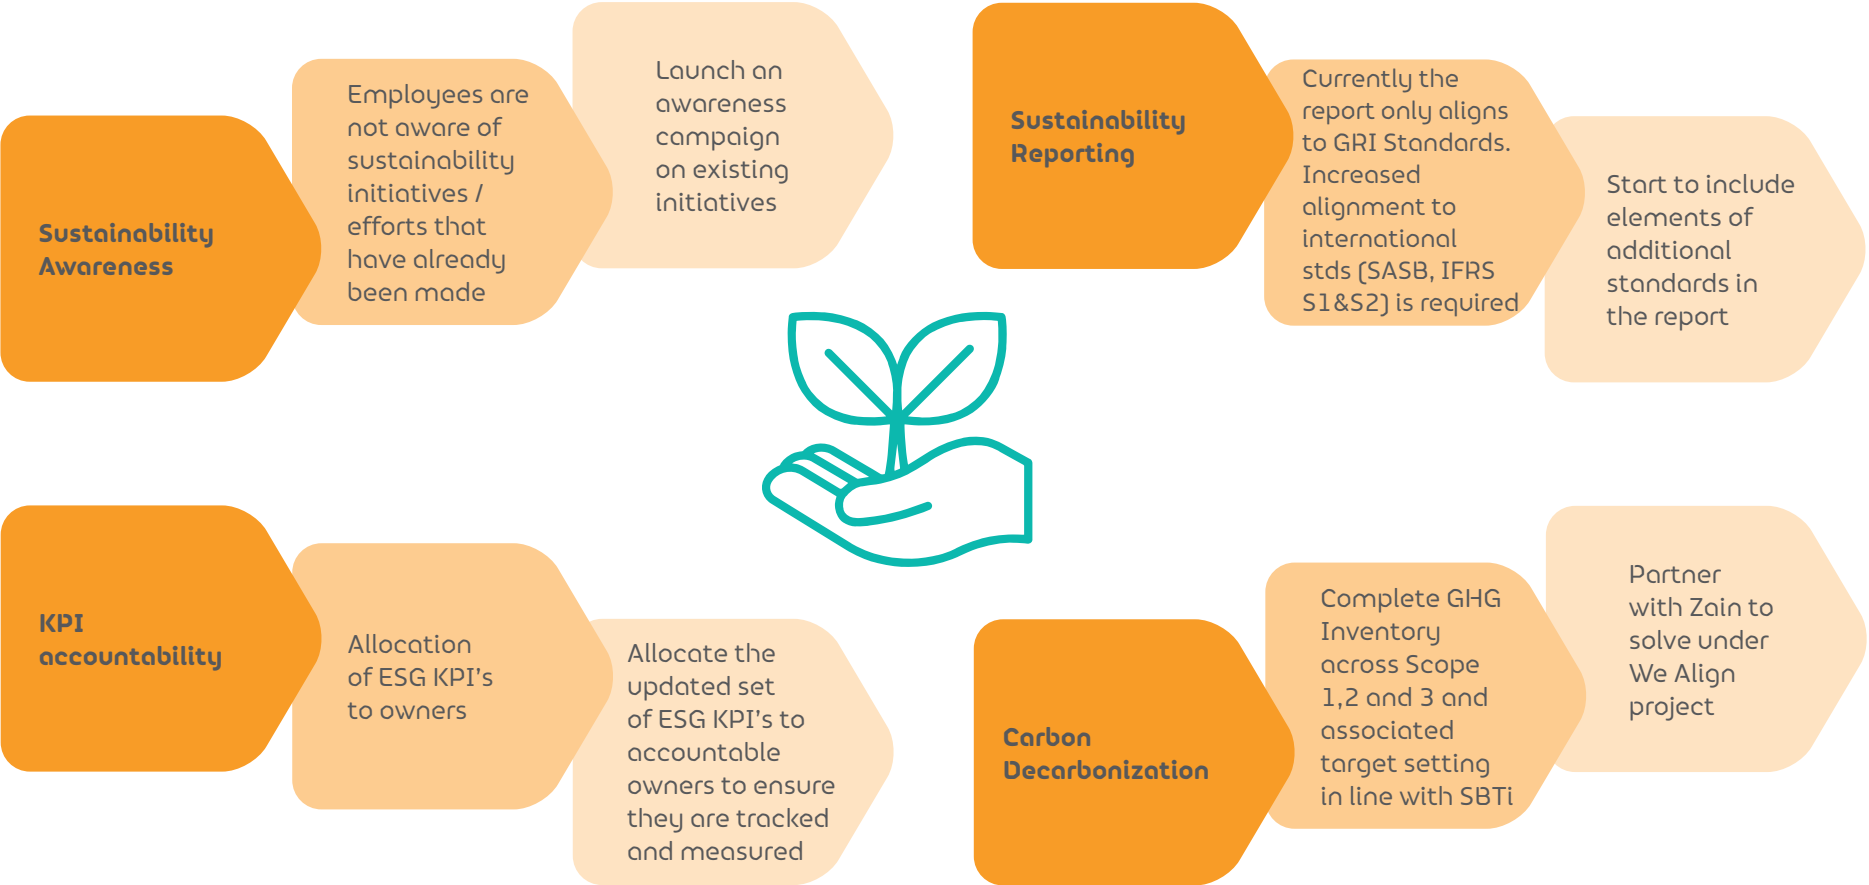 Sustainability
Awareness
Employees are
not aware of
sustainability
initiatives /
efforts that
have already
been made
Launch an
awareness
campaign
on existing
initiatives
Sustainability
Reporting
Currently the
report only aligns
to GRI Standards.
Increased
alignment to
international
stds (SASB, IFRS
S1&S2) is required
Start to include
elements of
additional
standards in
the report
KPI
accountability
Allocation
of ESG KPI's
to owners
Allocate the
updated set
of ESG KPI's to
accountable
owners to ensure
they are tracked
and measured
Carbon
Decarbonization
Complete GHG
Inventory
across Scope
1,2 and 3 and
associated
target setting
in line with SBTi
Partner
with Zain to
solve under
We Align
project